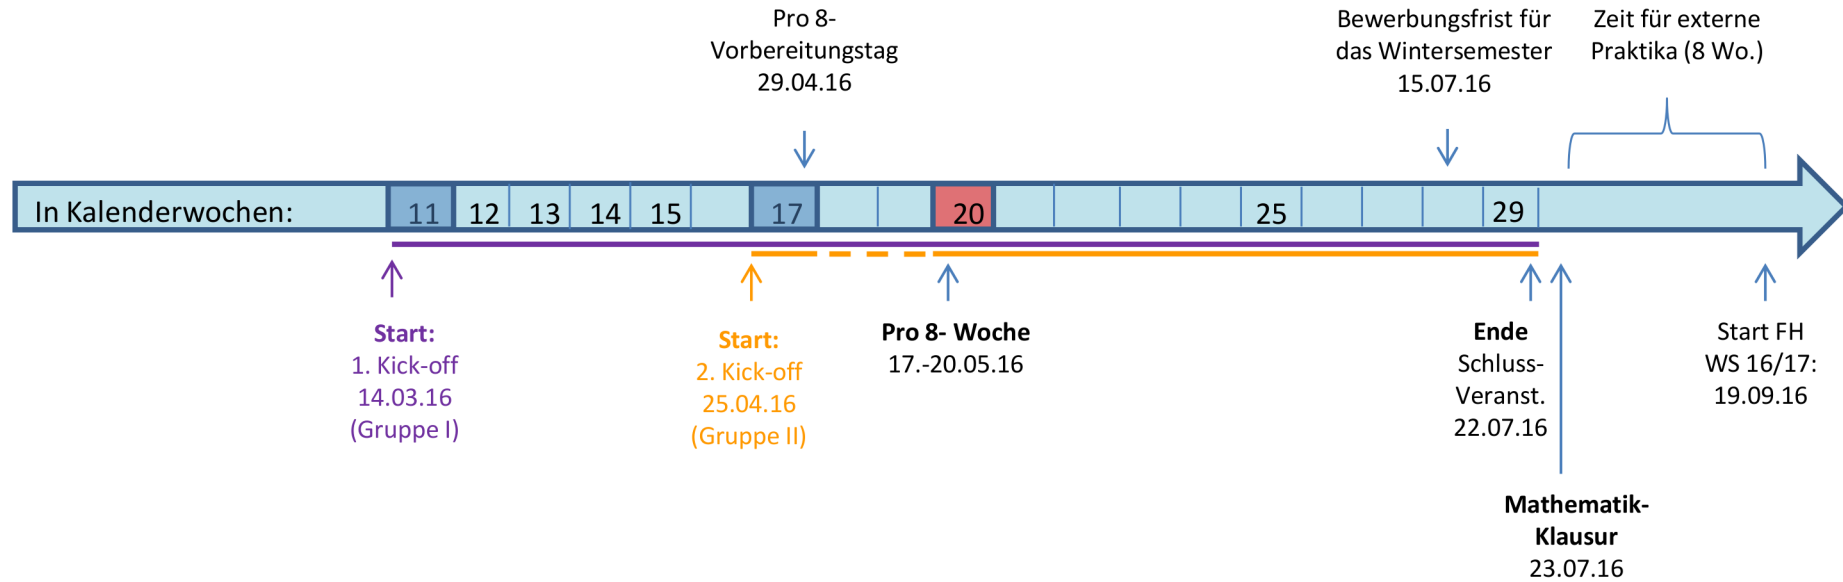 Pro 8-
Vorbereitungstag
29.04.16
Bewerbungsfrist für
das Wintersemester
15.07.16
Zeit für externe
Praktika (8 Wo.)
In Kalenderwochen: 11 12 13 14 15 17 20 25 29
Start:
1. Kick-off
14.03.16
(Gruppe I)
Start:
2. Kick-off
25.04.16
(Gruppe II)
Pro 8- Woche
17.-20.05.16
Ende
Schluss-
Veranst.
22.07.16
Mathematik-
Klausur
23.07.16
Start FH
WS 16/17:
19.09.16